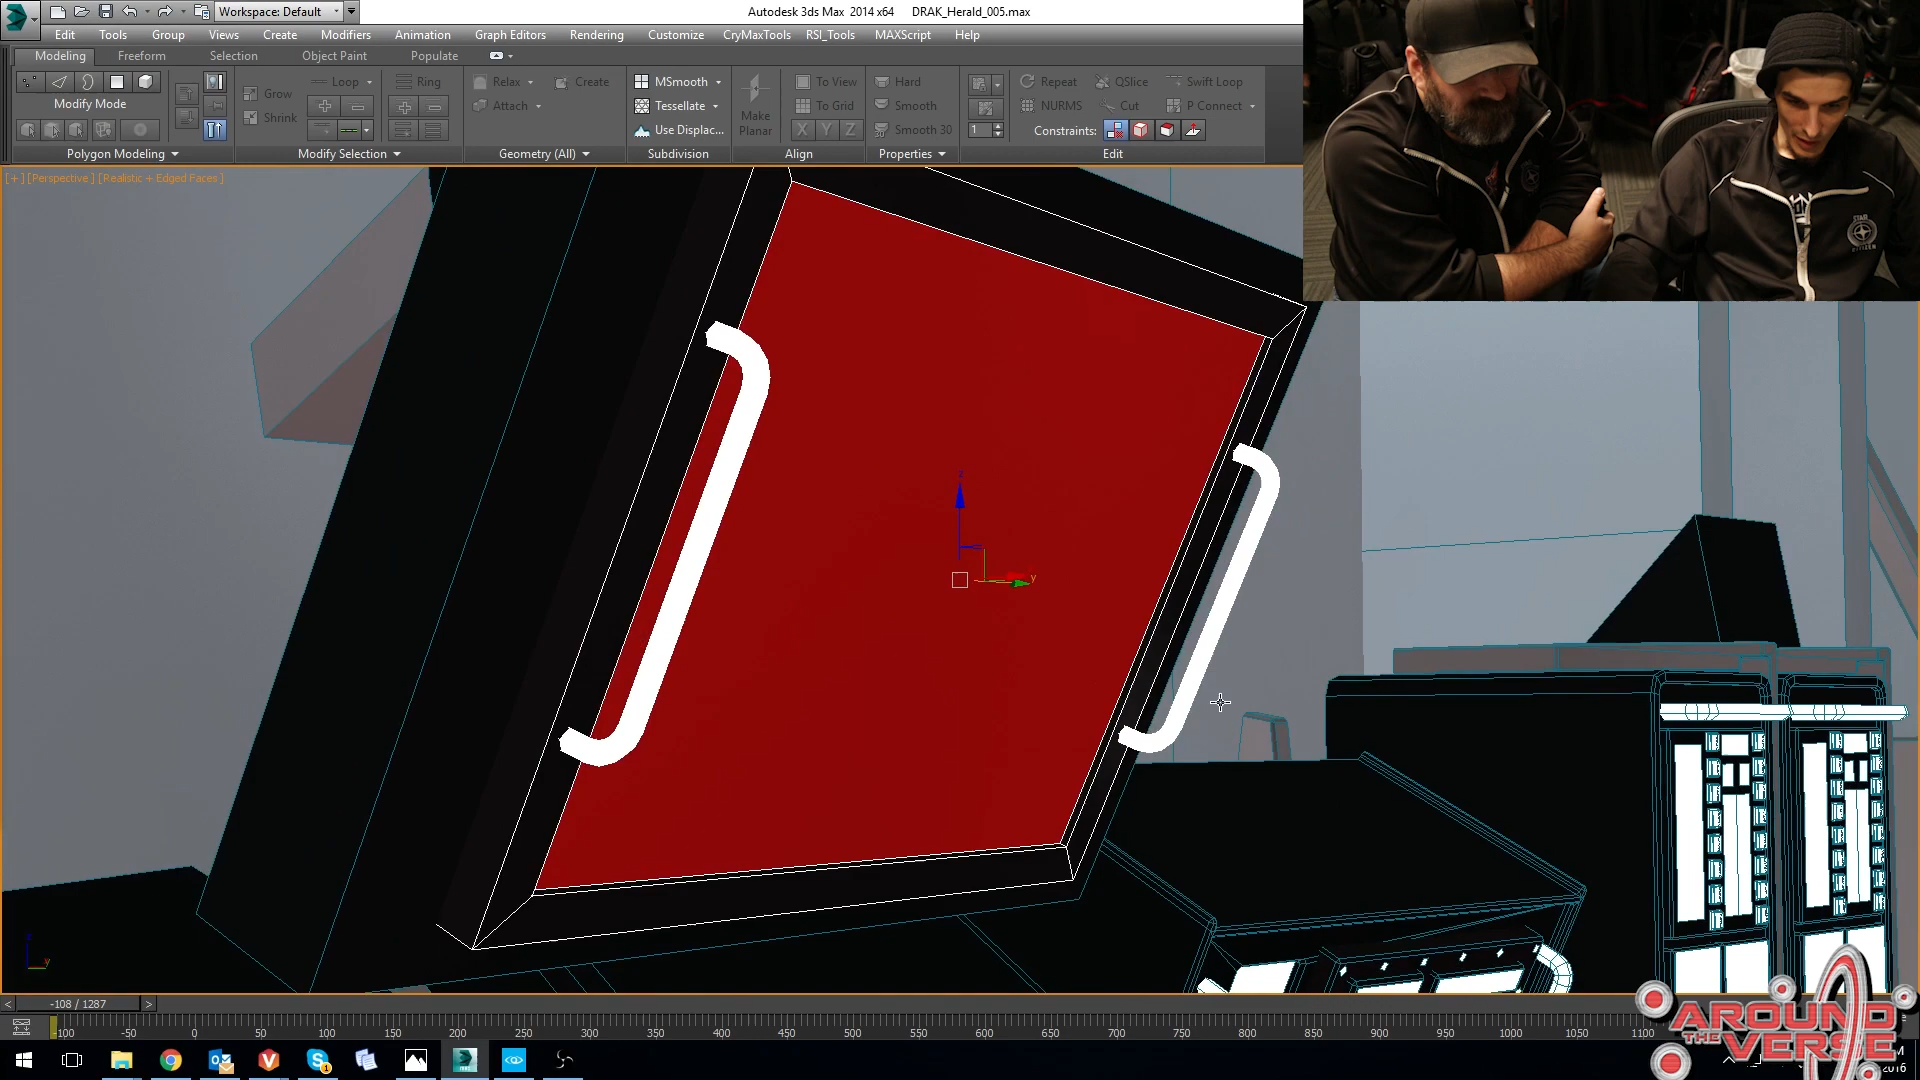 Workspace: Default
Autodesk 3ds Max 2014 x64 DRAK_Herald_005.max
Edit Tools Group Views Create Modifiers Animation Graph Editors Rendering Customize CryMaxTools RSI_Tools MAXScript Help
Modeling Freeform Selection Object Paint Populate
Loop Ring Relax Create MSmooth To View Hard Repeat QSlice Swift Loop
Modify Mode Grow Attach Tessellate Make Planar To Grid Smooth NURMS Cut P Connect
Shrink Use Displac... X Y Z Smooth 30 1 Constraints:
Polygon Modeling Modify Selection Geometry (All) Subdivision Align Properties Edit
[+] [Perspective] [Realistic + Edged Faces]
STAR
CITIZEN
z
y
y
< -108 / 1287 >
-100 -50 0 50 100 150 200 250 300 350 400 450 500 550 600 650 700 750 800 850 900 950 1000 1050 1100
AROUND
THE VERSE